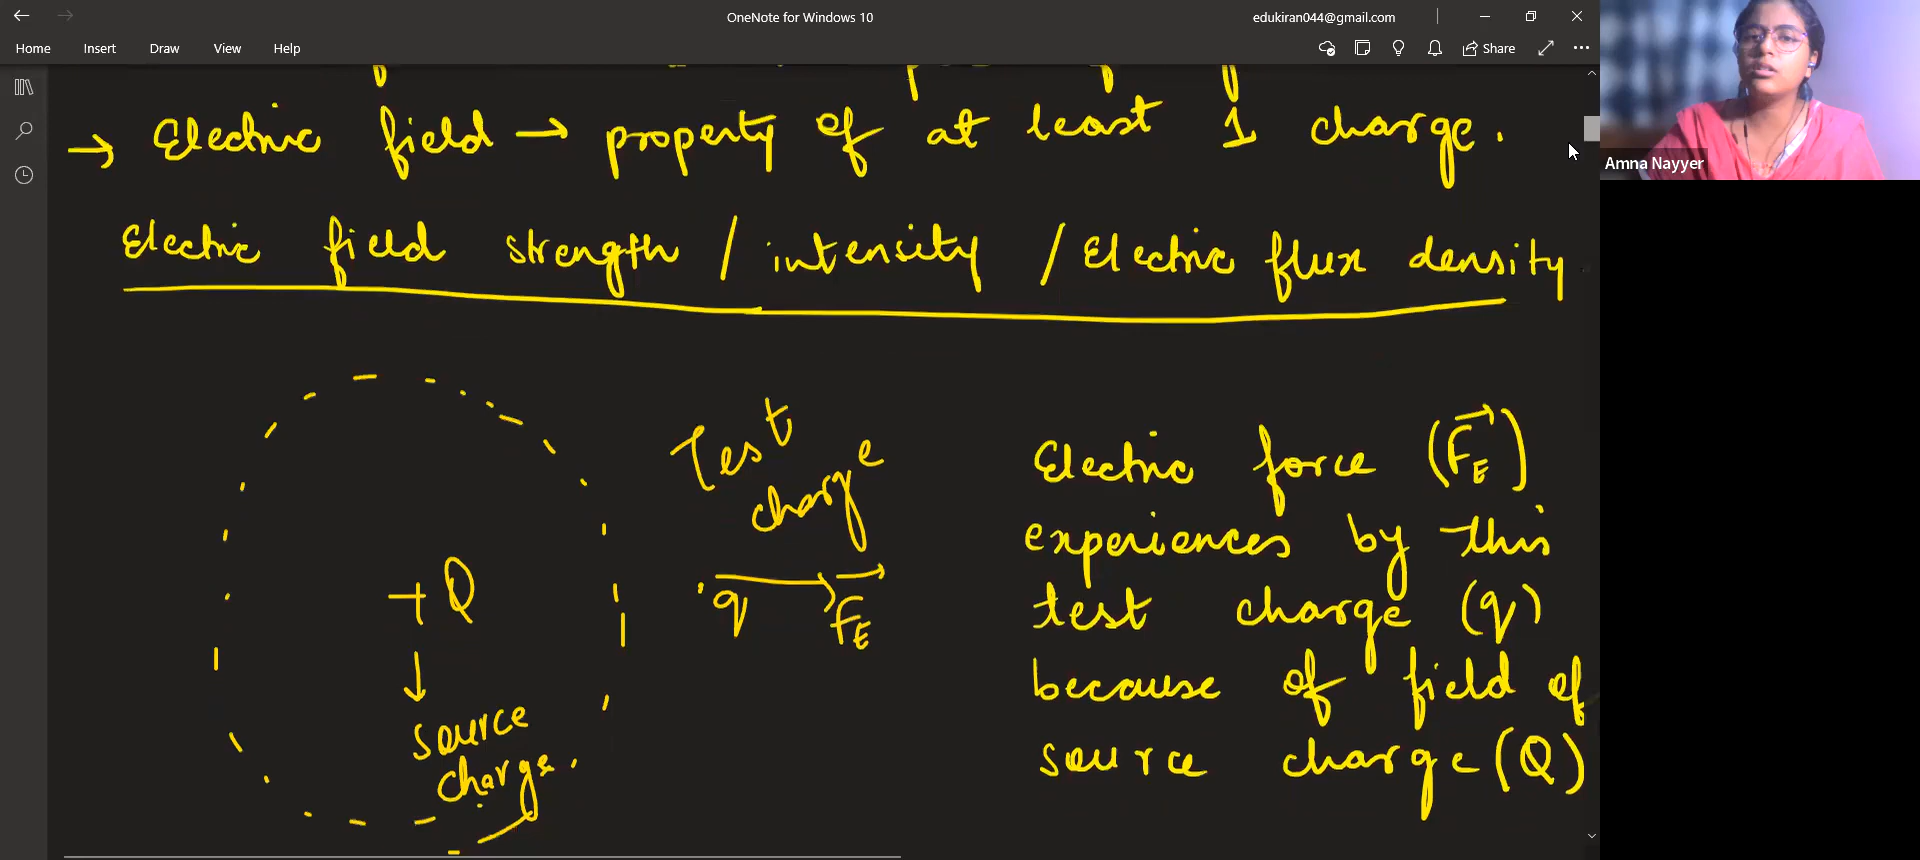 OneNote for Windows 10
edukiran044@gmail.com
Home Insert Draw View Help
Share
→ Electric field → property of at least 1 charge.
Amna Nayyer
Electric field strength / intensity / Electric flux density
Test
charge
Electric force (F⃗E)
experiences by this
+Q
q
F⃗E
test charge (q)
because of field of
source
charge.
source charge (Q)